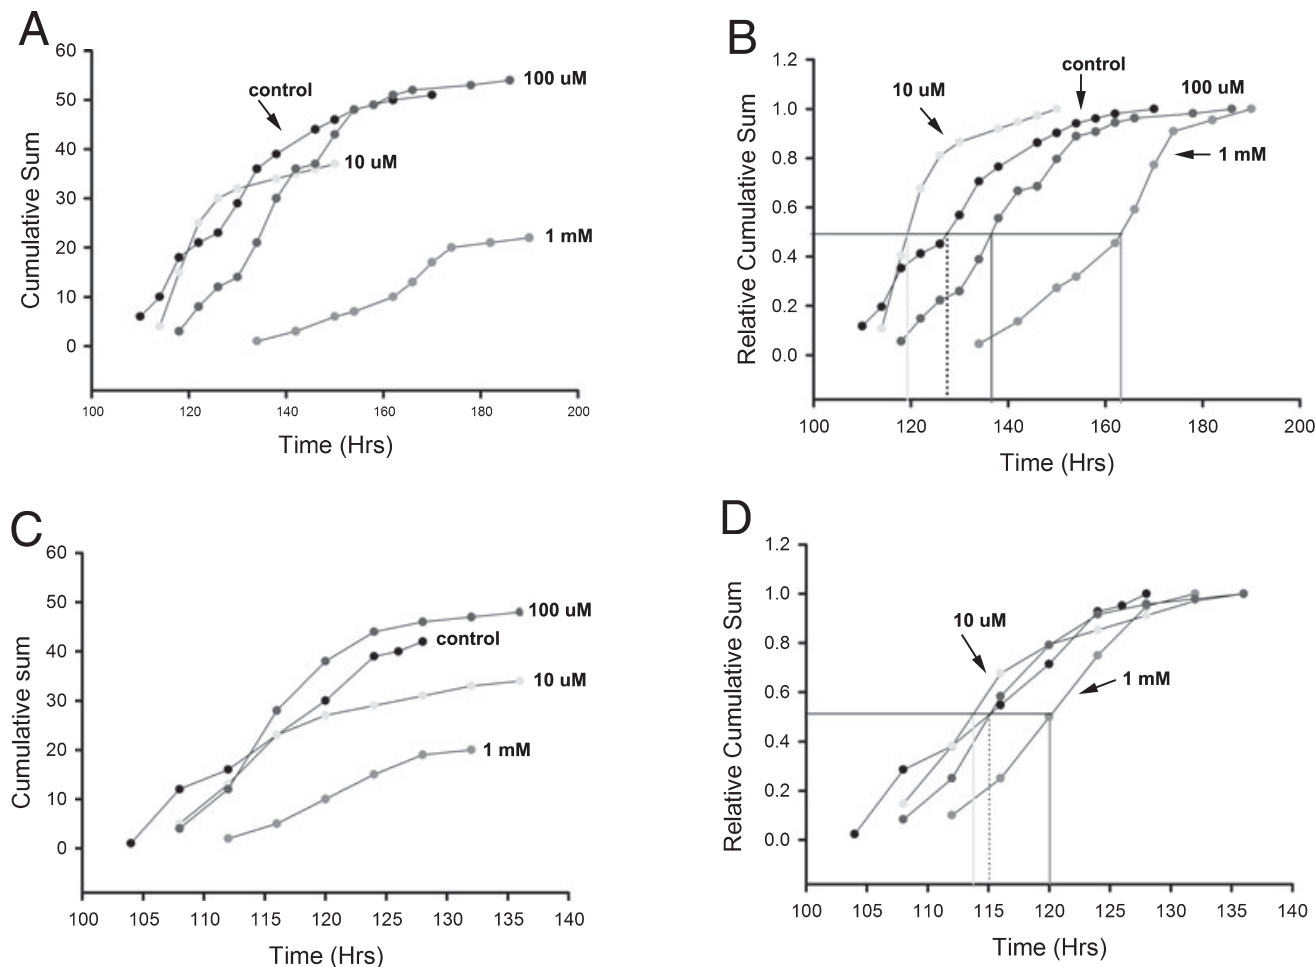 A
60
50
40
30
20
10
0
Cumulative Sum
control
100 uM
10 uM
1 mM
100 120 140 160 180 200
Time (Hrs)
B
1.2
1.0
0.8
0.6
0.4
0.2
0.0
Relative Cumulative Sum
control
10 uM
100 uM
1 mM
100 120 140 160 180 200
Time (Hrs)
C
60
50
40
30
20
10
0
Cumulative sum
100 uM
control
10 uM
1 mM
100 105 110 115 120 125 130 135 140
Time (Hrs)
D
1.2
1.0
0.8
0.6
0.4
0.2
0.0
Relative Cumulative Sum
10 uM
1 mM
100 105 110 115 120 125 130 135 140
Time (Hrs)